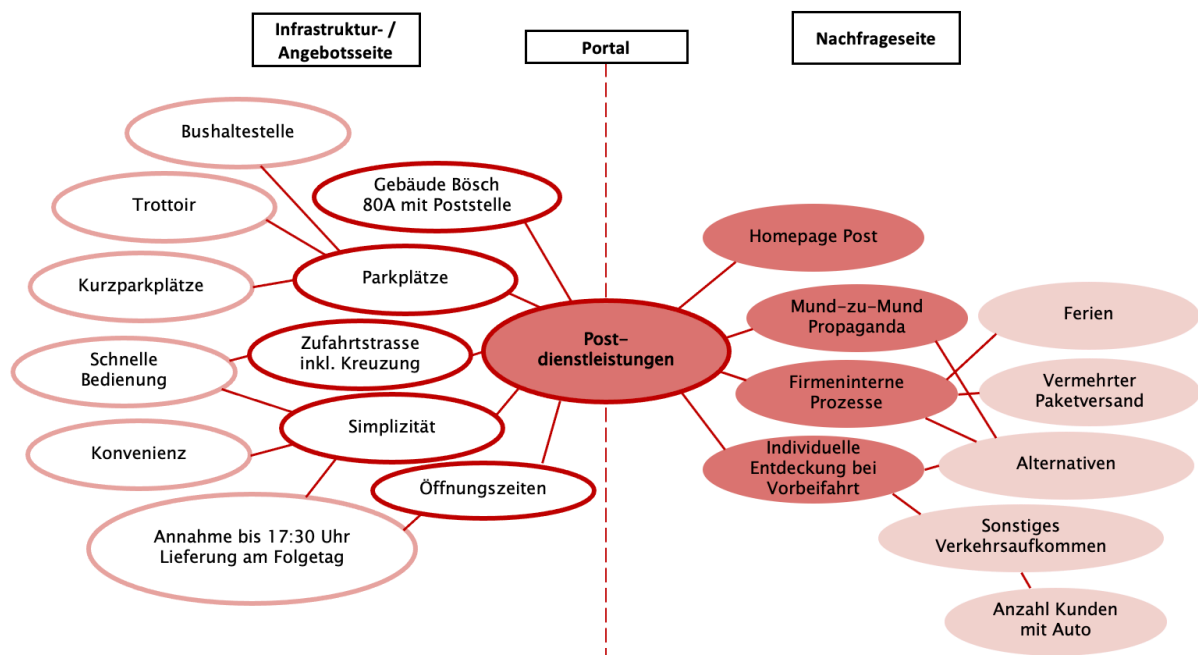 Infrastruktur- /
Angebotsseite
Portal
Nachfrageseite
Bushaltestelle
Trottoir
Kurzparkplätze
Schnelle
Bedienung
Konvenienz
Annahme bis 17:30 Uhr
Lieferung am Folgetag
Gebäude Bösch
80A mit Poststelle
Parkplätze
Zufahrtstrasse
inkl. Kreuzung
Simplizität
Öffnungszeiten
Post-
dienstleistungen
Homepage Post
Mund-zu-Mund
Propaganda
Firmeninterne
Prozesse
Individuelle
Entdeckung bei
Vorbeifahrt
Ferien
Vermehrter
Paketversand
Alternativen
Sonstiges
Verkehrsaufkommen
Anzahl Kunden
mit Auto